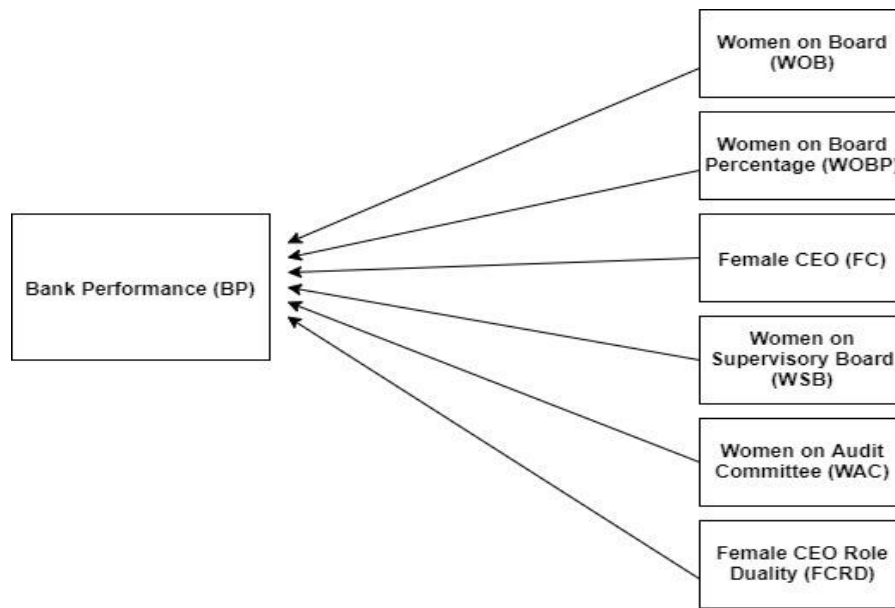 Bank Performance (BP)
Women on Board
(WOB)
Women on Board
Percentage (WOBP)
Female CEO (FC)
Women on
Supervisory Board
(WSB)
Women on Audit
Committee (WAC)
Female CEO Role
Duality (FCRD)